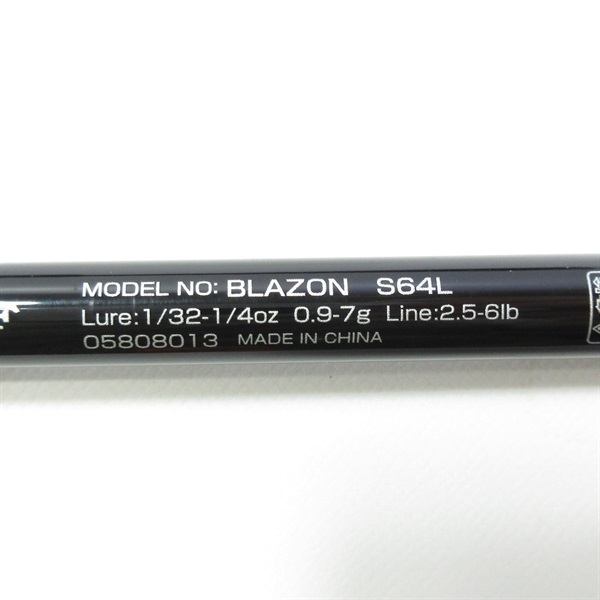 MODEL NO: BLAZON S64L
Lure:1/32-1/4oz 0.9-7g Line:2.5-6lb
05808013 MADE IN CHINA